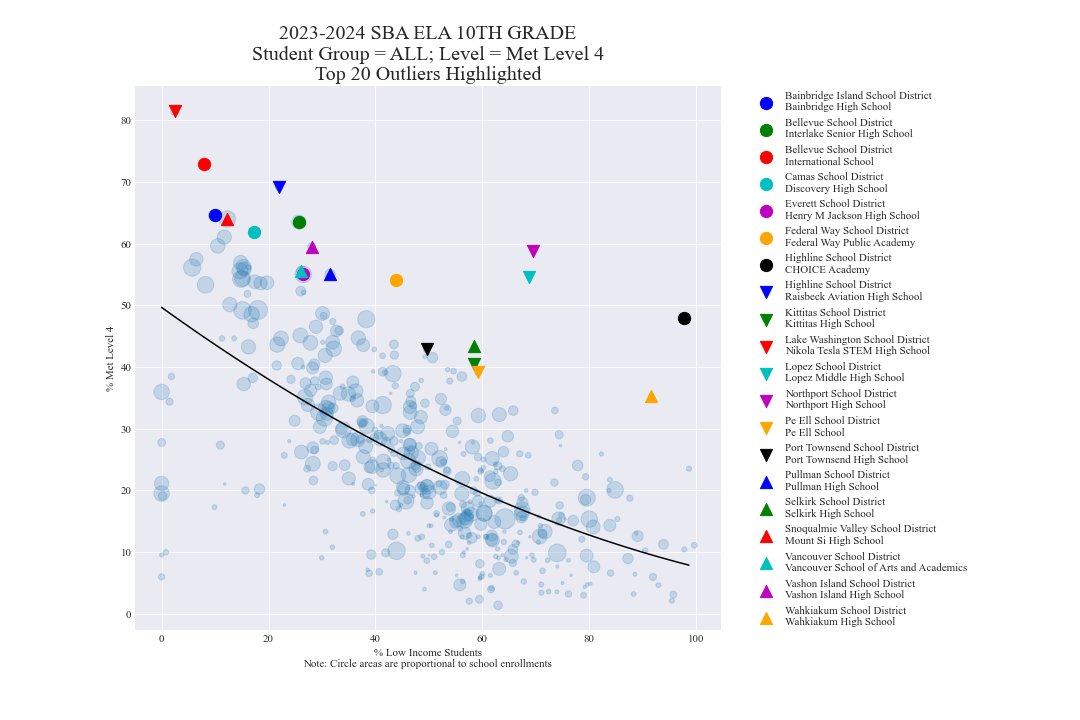 2023-2024 SBA ELA 10TH GRADE
Student Group = ALL; Level = Met Level 4
Top 20 Outliers Highlighted
% Met Level 4
80
70
60
50
40
30
20
10
0
0
20
40
60
80
100
% Low Income Students
Note: Circle areas are proportional to school enrollments
Bainbridge Island School District
Bainbridge High School
Bellevue School District
Interlake Senior High School
Bellevue School District
International School
Camas School District
Discovery High School
Everett School District
Henry M Jackson High School
Federal Way School District
Federal Way Public Academy
Highline School District
CHOICE Academy
Highline School District
Raisbeck Aviation High School
Kittitas School District
Kittitas High School
Lake Washington School District
Nikola Tesla STEM High School
Lopez School District
Lopez Middle High School
Northport School District
Northport High School
Pe Ell School District
Pe Ell School
Port Townsend School District
Port Townsend High School
Pullman School District
Pullman High School
Selkirk School District
Selkirk High School
Snoqualmie Valley School District
Mount Si High School
Vancouver School District
Vancouver School of Arts and Academics
Vashon Island School District
Vashon Island High School
Wahkiakum School District
Wahkiakum High School